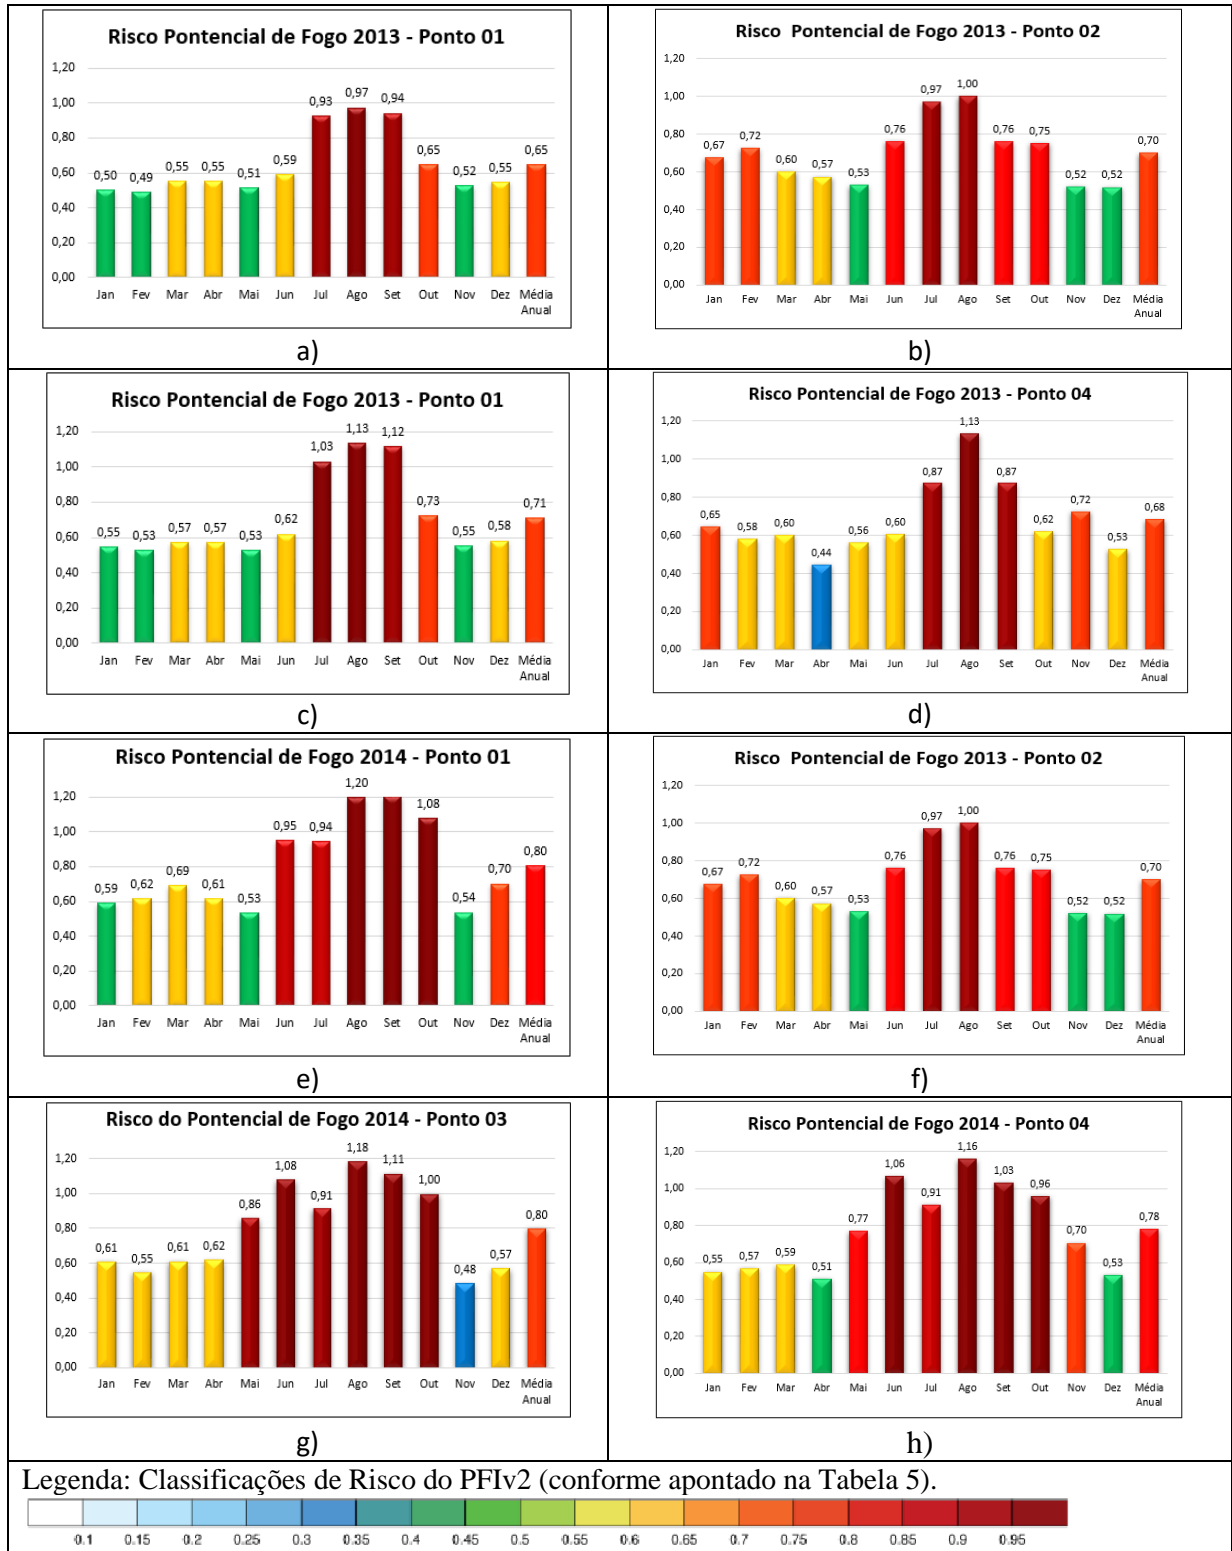 Risco Pontencial de Fogo 2013 - Ponto 01
1,20
1,00
0,80
0,60
0,40
0,20
0,00
0,50 0,49 0,55 0,55 0,51 0,59 0,93 0,97 0,94 0,65 0,52 0,55 0,65
Jan Fev Mar Abr Mai Jun Jul Ago Set Out Nov Dez Média
Anual
a)
Risco Pontencial de Fogo 2013 - Ponto 02
1,20
1,00
0,80
0,60
0,40
0,20
0,00
0,67 0,72 0,60 0,57 0,53 0,76 0,97 1,00 0,76 0,75 0,52 0,52 0,70
Jan Fev Mar Abr Mai Jun Jul Ago Set Out Nov Dez Média
Anual
b)
Risco Pontencial de Fogo 2013 - Ponto 01
1,20
1,00
0,80
0,60
0,40
0,20
0,00
0,55 0,53 0,57 0,57 0,53 0,62 1,03 1,13 1,12 0,73 0,55 0,58 0,71
Jan Fev Mar Abr Mai Jun Jul Ago Set Out Nov Dez Média
Anual
c)
Risco Pontencial de Fogo 2013 - Ponto 04
1,20
1,00
0,80
0,60
0,40
0,20
0,00
0,65 0,58 0,60 0,44 0,56 0,60 0,87 1,13 0,87 0,62 0,72 0,53 0,68
Jan Fev Mar Abr Mai Jun Jul Ago Set Out Nov Dez Média
Anual
d)
Risco Pontencial de Fogo 2014 - Ponto 01
1,20
1,00
0,80
0,60
0,40
0,20
0,00
0,59 0,62 0,69 0,61 0,53 0,95 0,94 1,20 1,08 0,54 0,70 0,80
Jan Fev Mar Abr Mai Jun Jul Ago Set Out Nov Dez Média
Anual
e)
Risco Pontencial de Fogo 2013 - Ponto 02
1,20
1,00
0,80
0,60
0,40
0,20
0,00
0,67 0,72 0,60 0,57 0,53 0,76 0,97 1,00 0,76 0,75 0,52 0,52 0,70
Jan Fev Mar Abr Mai Jun Jul Ago Set Out Nov Dez Média
Anual
f)
Risco do Pontencial de Fogo 2014 - Ponto 03
1,20
1,00
0,80
0,60
0,40
0,20
0,00
0,61 0,55 0,61 0,62 0,86 1,08 0,91 1,18 1,11 1,00 0,48 0,57 0,80
Jan Fev Mar Abr Mai Jun Jul Ago Set Out Nov Dez Média
Anual
g)
Risco Pontencial de Fogo 2014 - Ponto 04
1,20
1,00
0,80
0,60
0,40
0,20
0,00
0,55 0,57 0,59 0,51 0,77 1,06 0,91 1,16 1,03 0,96 0,70 0,53 0,78
Jan Fev Mar Abr Mai Jun Jul Ago Set Out Nov Dez Média
Anual
h)
Legenda: Classificações de Risco do PFIv2 (conforme apontado na Tabela 5).
0.1 0.15 0.2 0.25 0.3 0.35 0.4 0.45 0.5 0.55 0.6 0.65 0.7 0.75 0.8 0.85 0.9 0.95